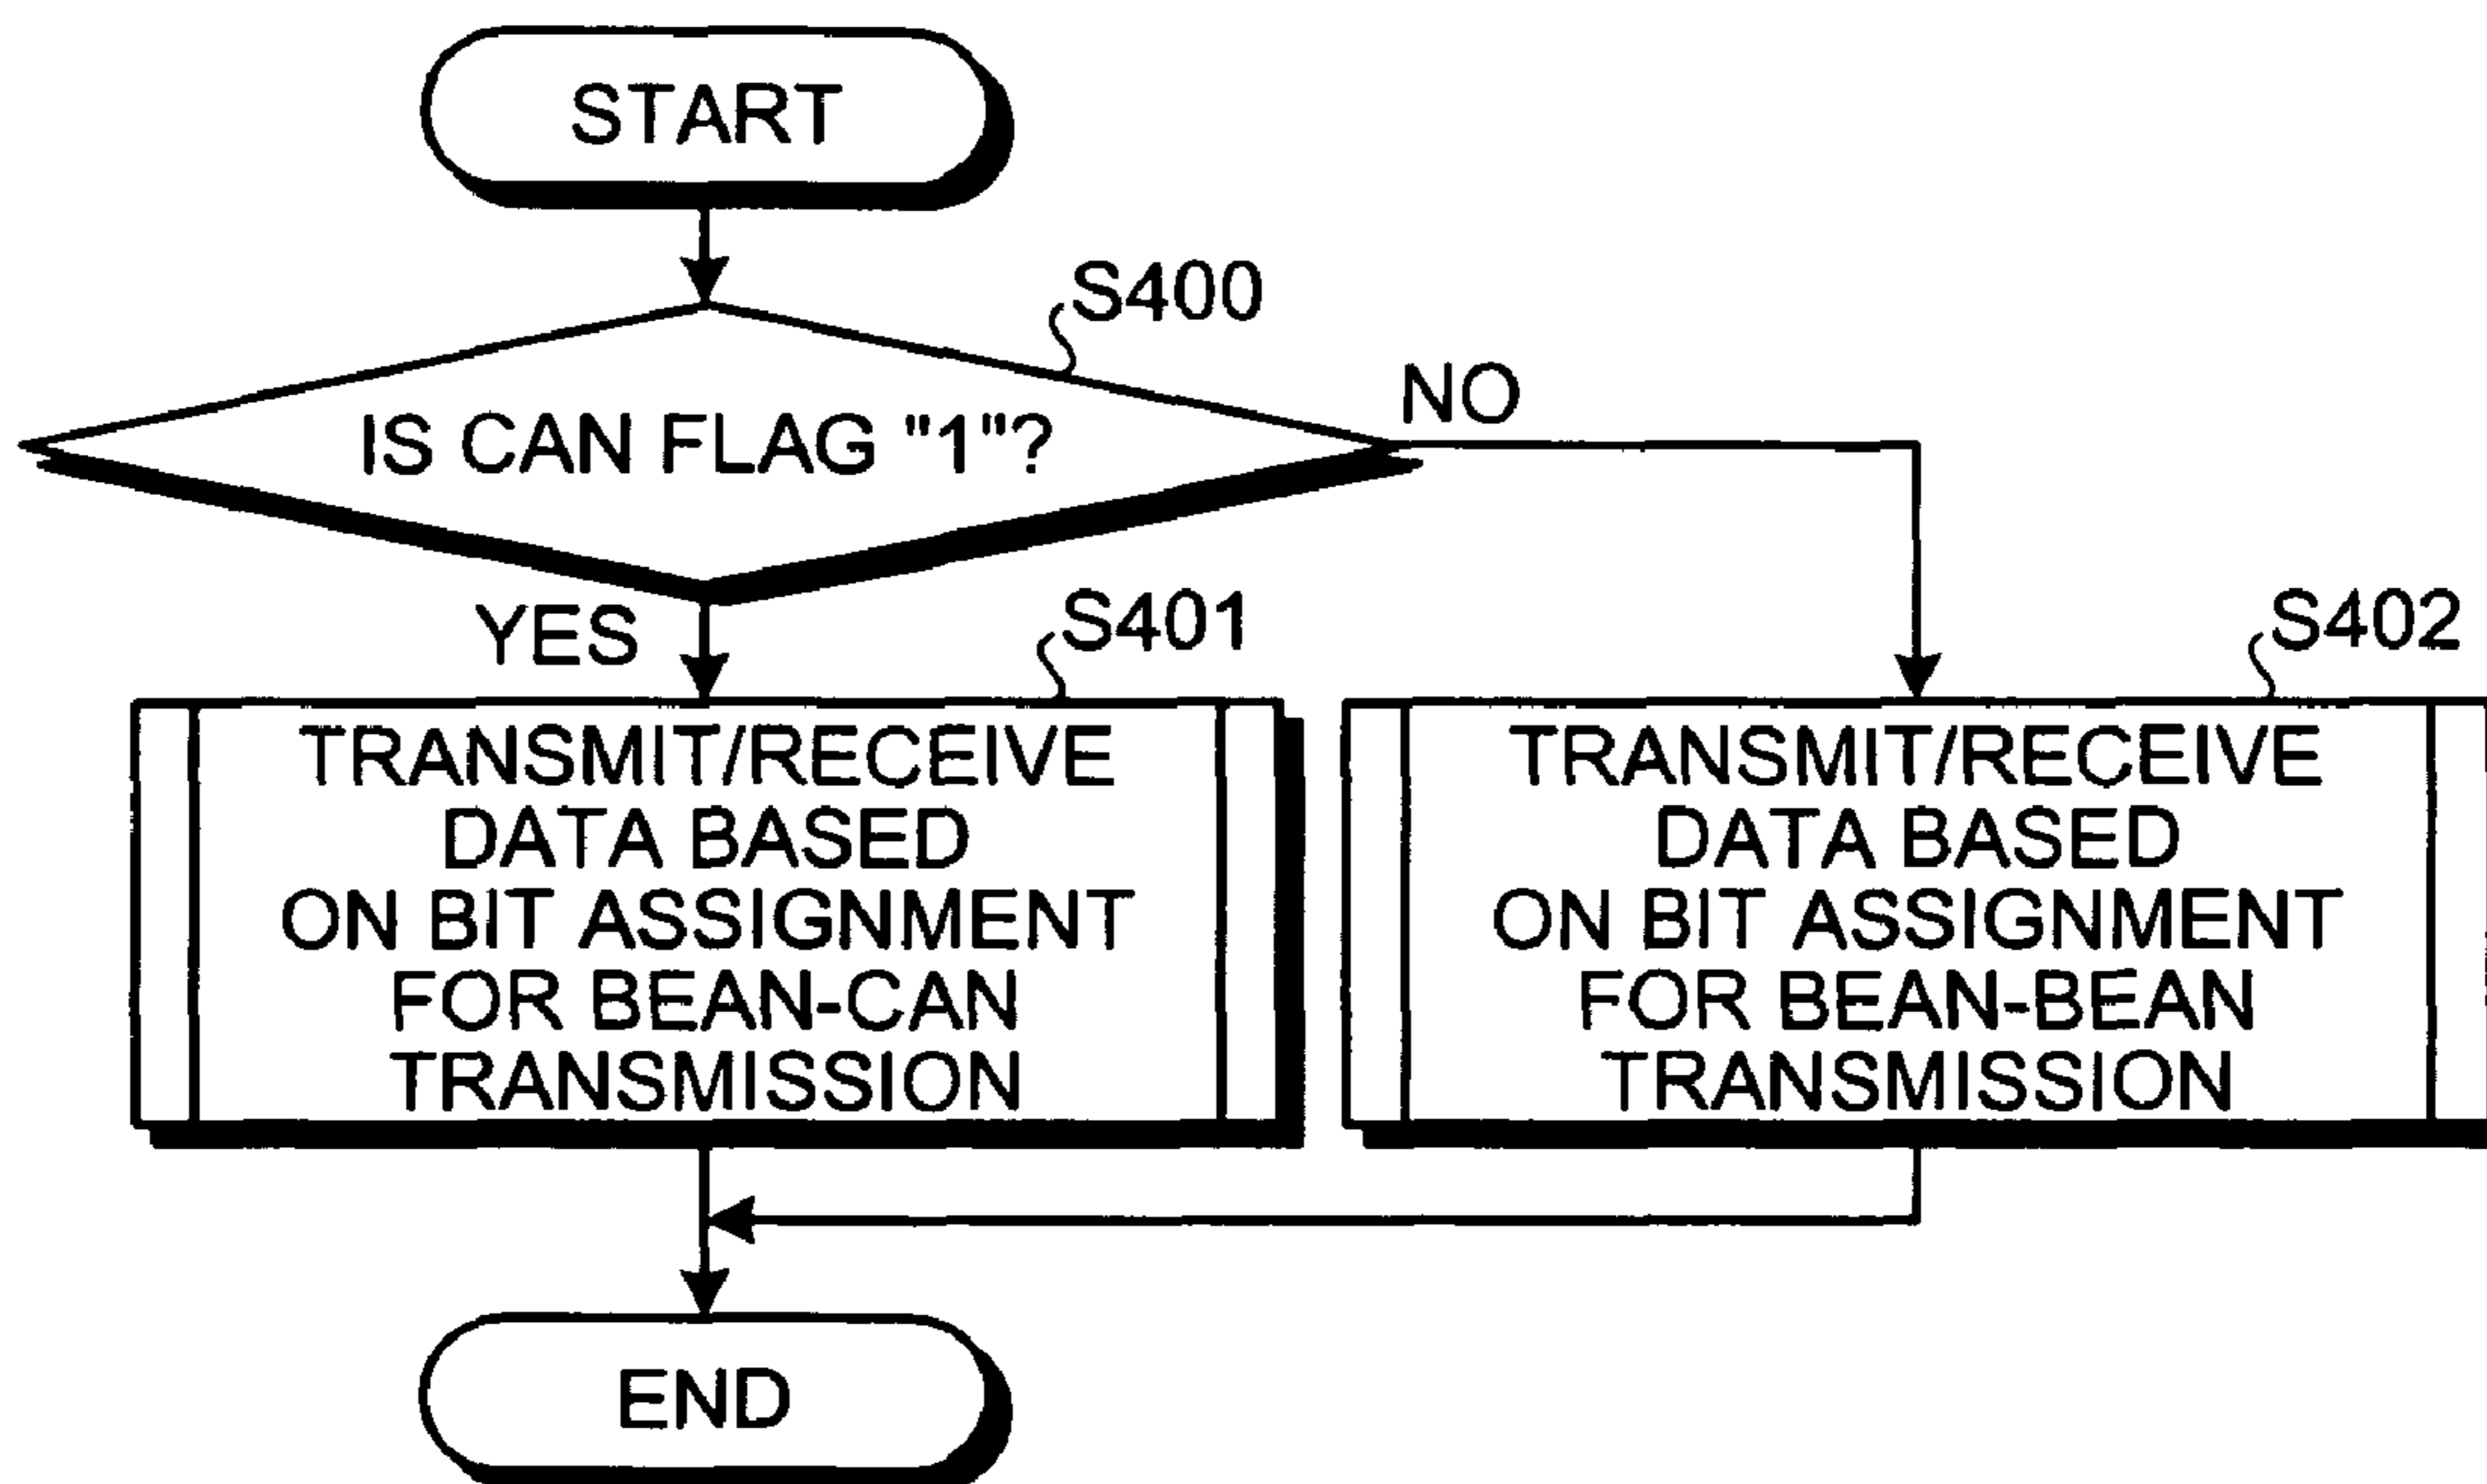 START
S400
IS CAN FLAG "1"?
NO
YES
S401
TRANSMIT/RECEIVE
DATA BASED
ON BIT ASSIGNMENT
FOR BEAN-CAN
TRANSMISSION
S402
TRANSMIT/RECEIVE
DATA BASED
ON BIT ASSIGNMENT
FOR BEAN-BEAN
TRANSMISSION
END